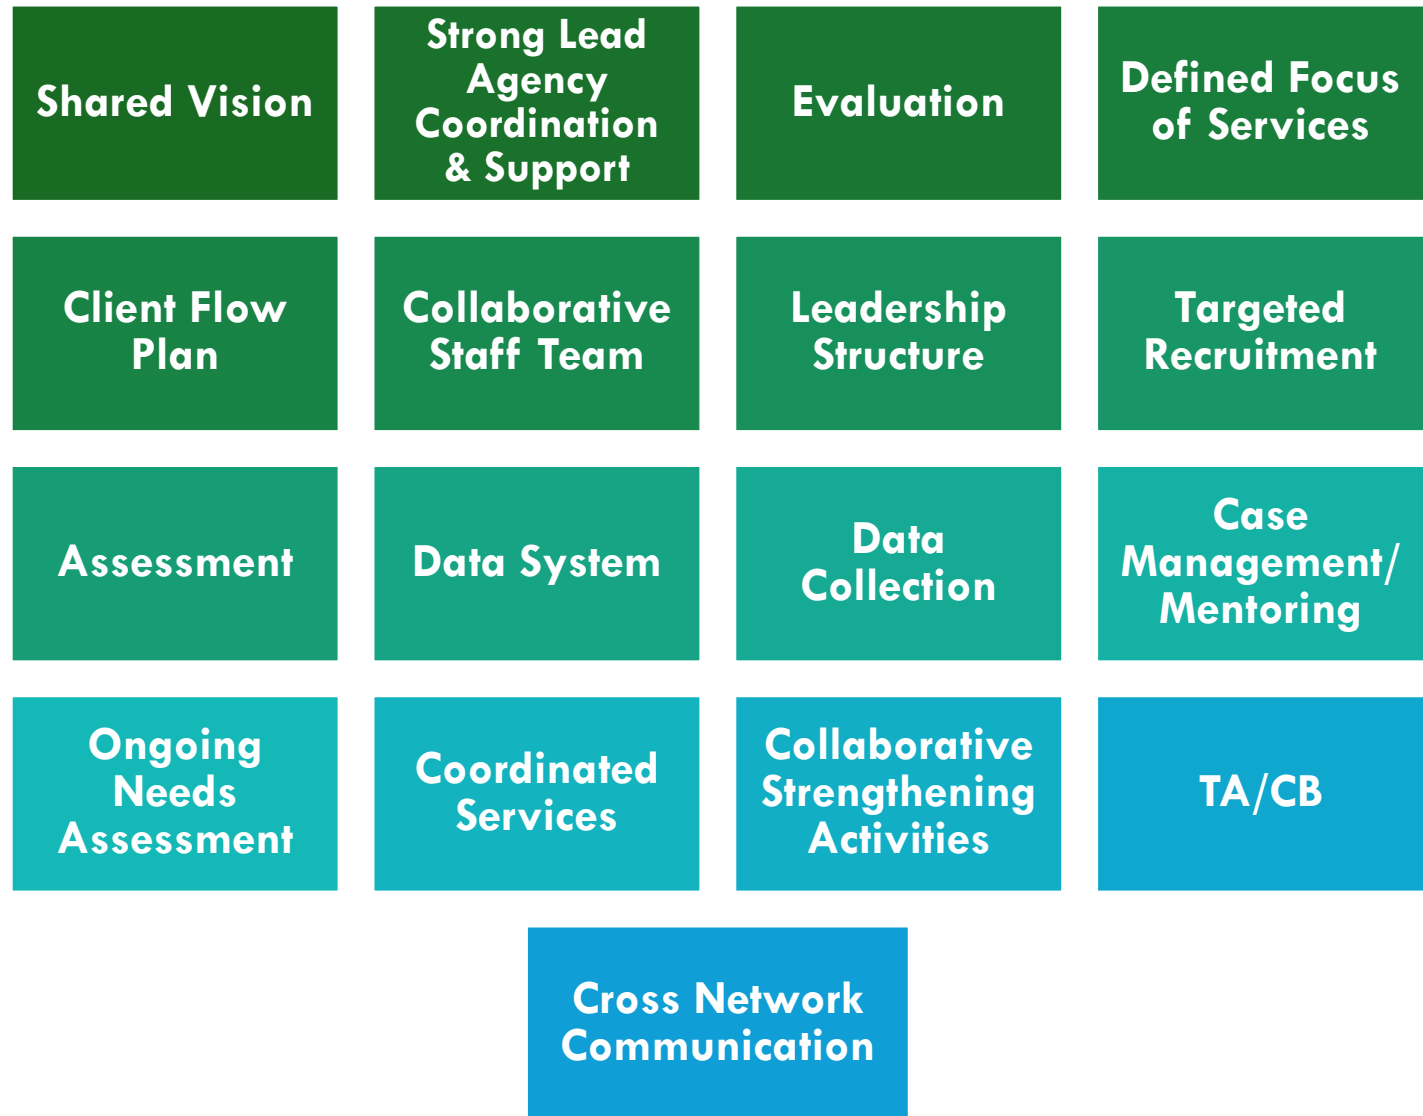 Shared Vision
Strong Lead
Agency
Coordination
& Support
Evaluation
Defined Focus
of Services
Client Flow
Plan
Collaborative
Staff Team
Leadership
Structure
Targeted
Recruitment
Assessment
Data System
Data
Collection
Case
Management/
Mentoring
Ongoing
Needs
Assessment
Coordinated
Services
Collaborative
Strengthening
Activities
TA/CB
Cross Network
Communication